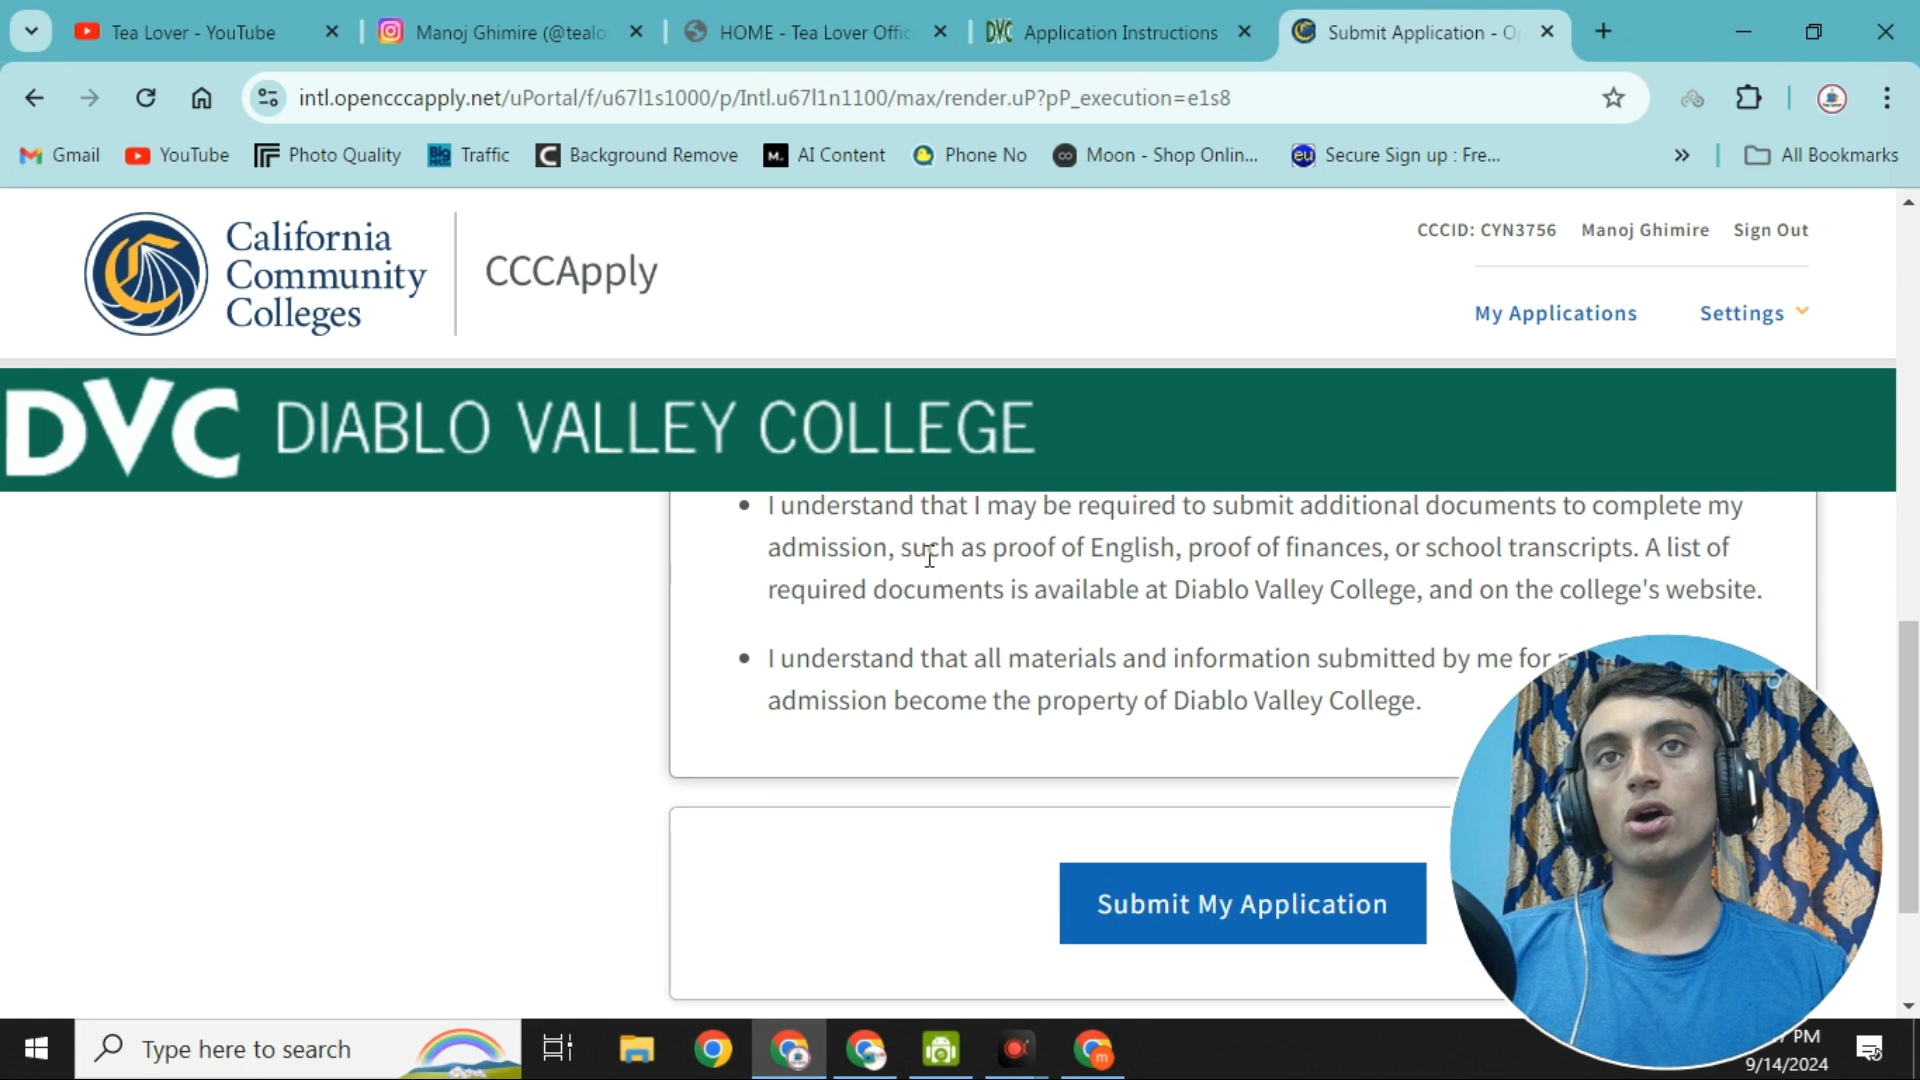 Tea Lover - YouTube
Manoj Ghimire (@tealo
HOME - Tea Lover Offic
DVC Application Instructions
Submit Application - O
intl.openccapply.net/uPortal/f/u67l1s1000/p/Intl.u67l1n1100/max/render.uP?pP_execution=e1s8
Gmail
YouTube
Photo Quality
Traffic
Background Remove
AI Content
Phone No
Moon - Shop Onlin...
eu Secure Sign up : Fre...
All Bookmarks
California
Community
Colleges
CCCApply
CCCID: CYN3756 Manoj Ghimire Sign Out
My Applications Settings
DVC DIABLO VALLEY COLLEGE
• I understand that I may be required to submit additional documents to complete my
admission, such as proof of English, proof of finances, or school transcripts. A list of
required documents is available at Diablo Valley College, and on the college's website.
• I understand that all materials and information submitted by me for
admission become the property of Diablo Valley College.
Submit My Application
Type here to search
PM
9/14/2024